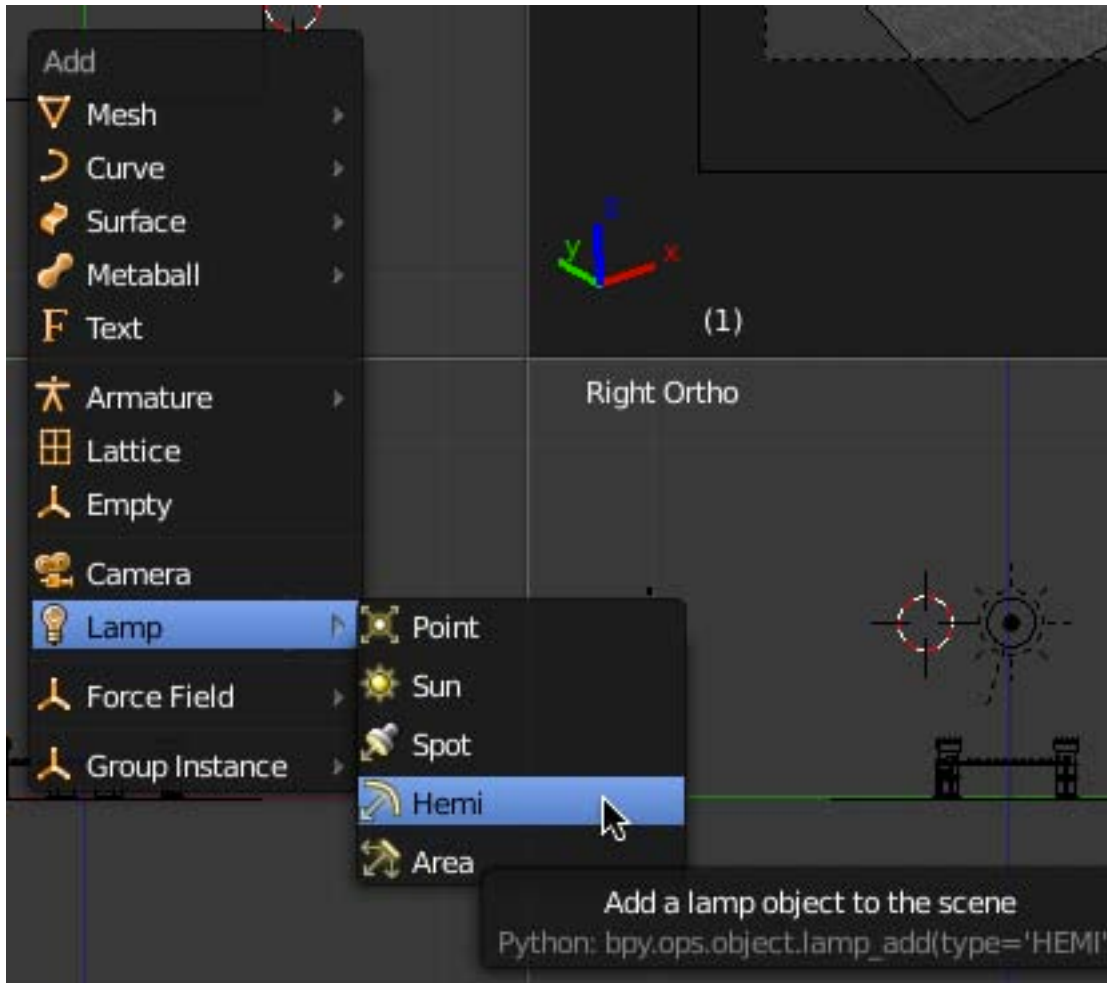 Add
Mesh
Curve
Surface
Metaball
Text
Armature
Lattice
Empty
Camera
Lamp
Force Field
Group Instance
Point
Sun
Spot
Hemi
Area
z
y
x
(1)
Right Ortho
Add a lamp object to the scene
Python: bpy.ops.object.lamp_add(type='HEMI'